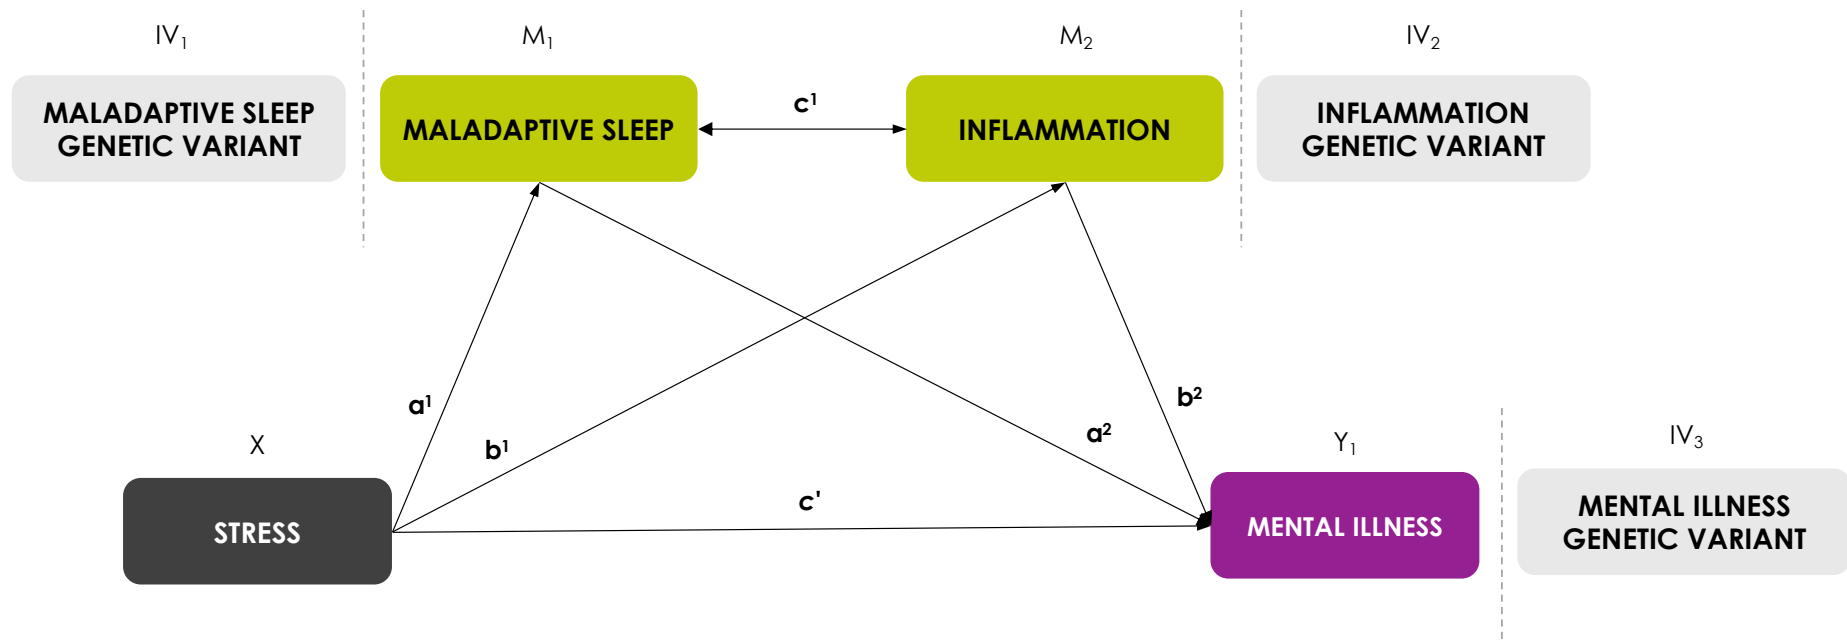 IV₁
M₁
M₂
IV₂
MALADAPTIVE SLEEP
GENETIC VARIANT
MALADAPTIVE SLEEP
c¹
INFLAMMATION
INFLAMMATION
GENETIC VARIANT
a¹
b¹
a²
b²
X
c'
Y₁
IV₃
STRESS
MENTAL ILLNESS
MENTAL ILLNESS
GENETIC VARIANT